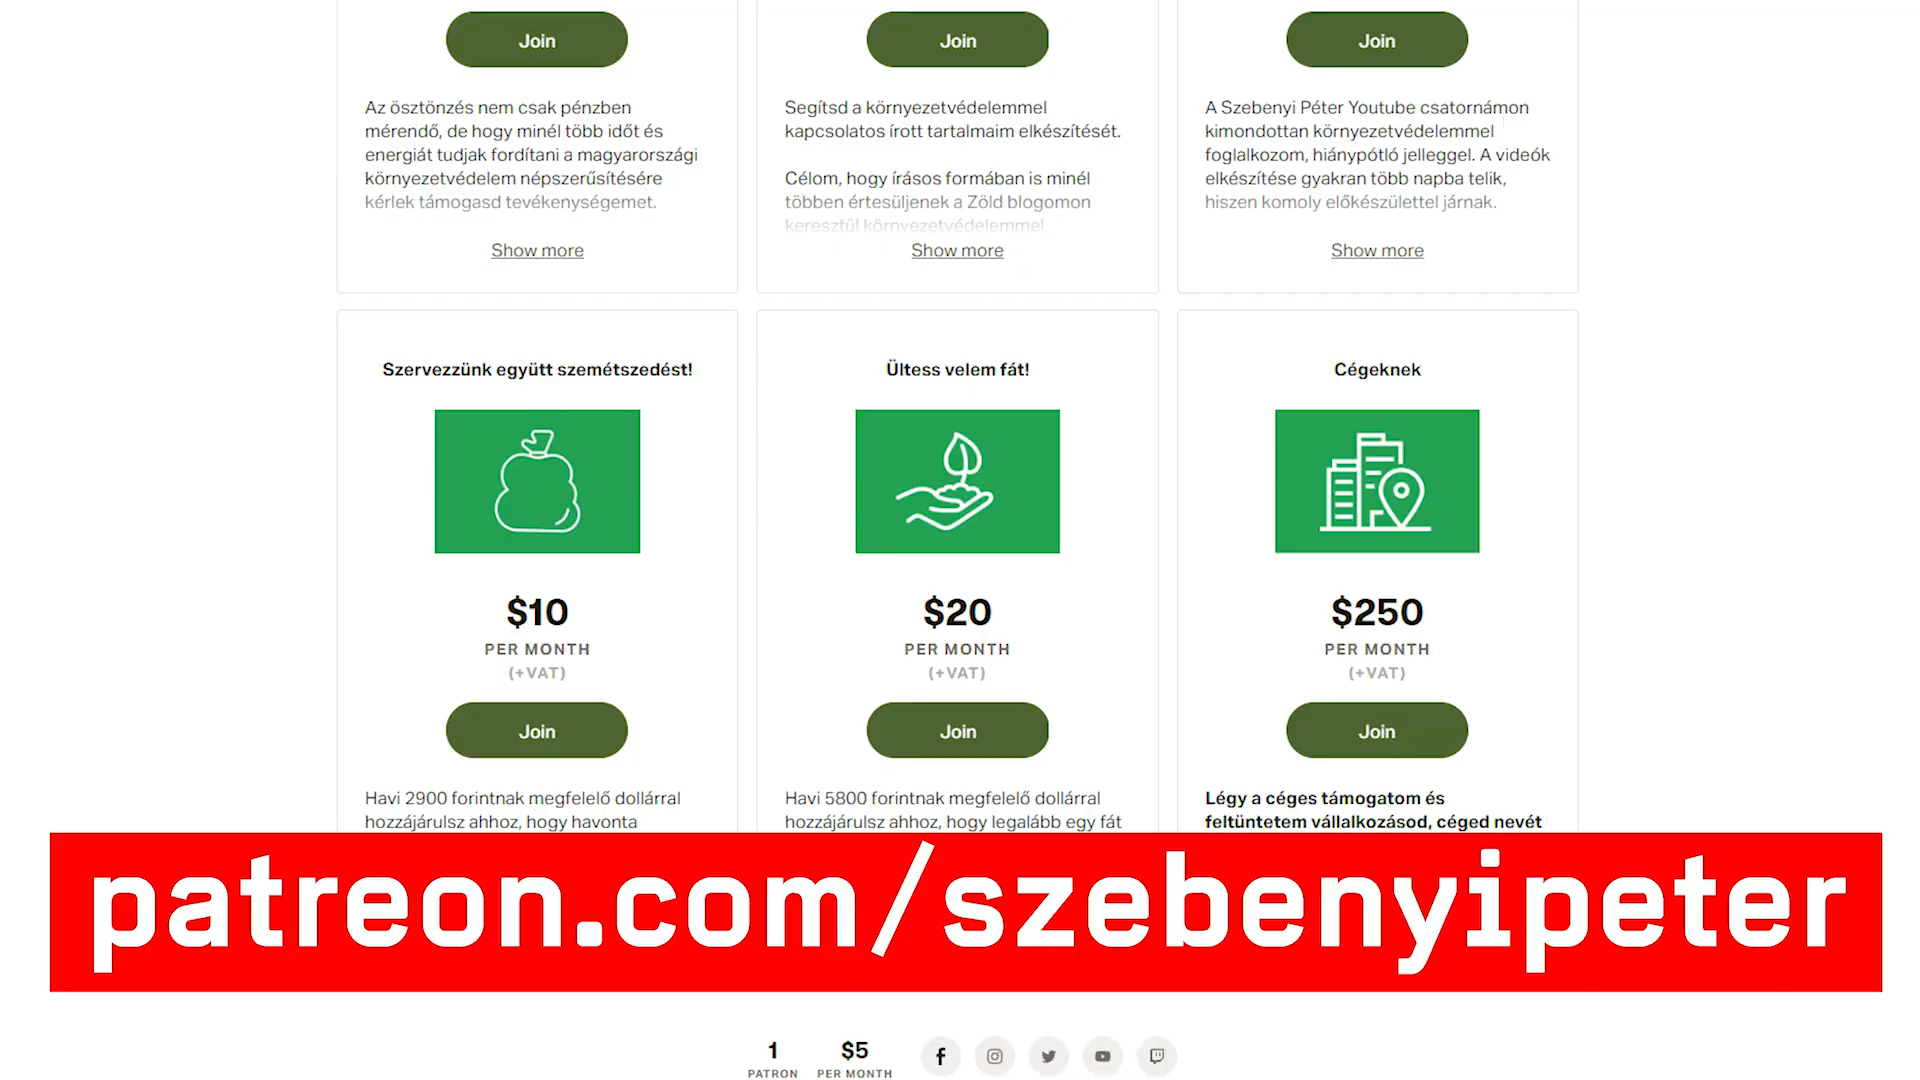 Join
Az ösztönzés nem csak pénzben
mérendő, de hogy minél több időt és
energiát tudjak fordítani a magyarországi
környezetvédelem népszerűsítésére
kérlek támogasd tevékenységemet.
Show more
Join
Segítsd a környezetvédelemmel
kapcsolatos írott tartalmaim elkészítését.
Célom, hogy írásos formában is minél
többen értesüljenek a Zöld blogomon
keresztül környezetvédelemmel
Show more
Join
A Szebenyi Péter Youtube csatornámon
kimondottan környezetvédelemmel
foglalkozom, hiánypótló jelleggel. A videók
elkészítése gyakran több napba telik,
hiszen komoly előkészülettel járnak.
Show more
Szervezzünk együtt szemétszedést!
$10
PER MONTH
(+VAT)
Join
Havi 2900 forintnak megfelelő dollárral
hozzájárulsz ahhoz, hogy havonta
Ültess velem fát!
$20
PER MONTH
(+VAT)
Join
Havi 5800 forintnak megfelelő dollárral
hozzájárulsz ahhoz, hogy legalább egy fát
Cégeknek
$250
PER MONTH
(+VAT)
Join
Légy a céges támogatom és
feltüntetem vállalkozásod, céged nevét
patreon.com/szebenyipeter
1
PATRON
$5
PER MONTH